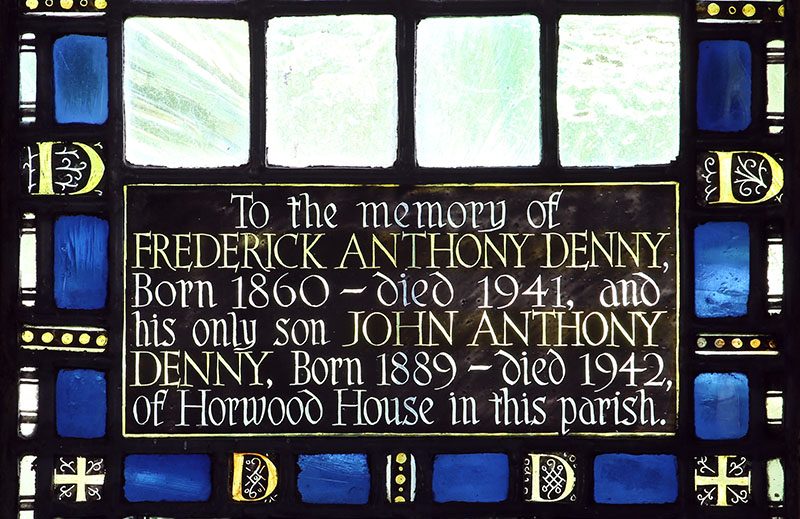 D D
To the memory of
FREDERICK ANTHONY DENNY,
Born 1860 – died 1941, and
his only son JOHN ANTHONY
DENNY, Born 1889 – died 1942,
of Horwood House in this parish.
D D